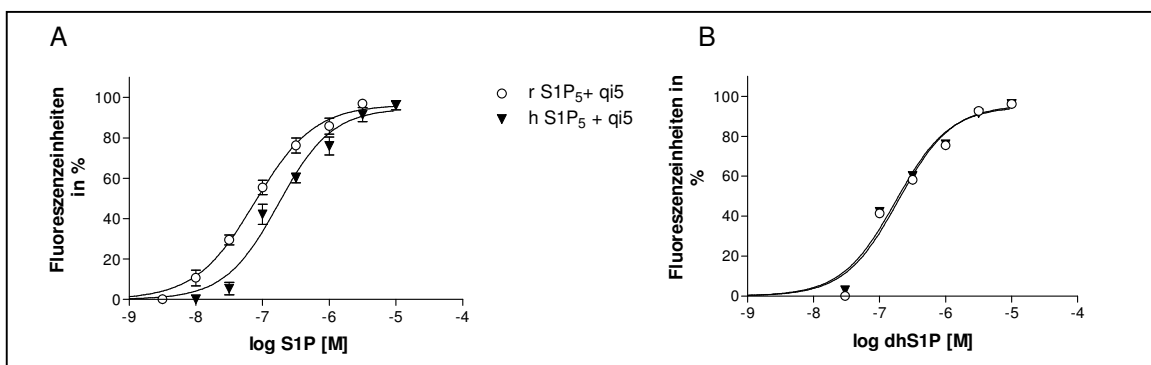 A
Fluoreszenzeinheiten
in %
100
80
60
40
20
0
-9 -8 -7 -6 -5 -4
log S1P [M]
r S1P5+ qi5
h S1P5 + qi5
B
Fluoreszenzeinheiten in
%
100
80
60
40
20
0
-9 -8 -7 -6 -5 -4
log dhS1P [M]